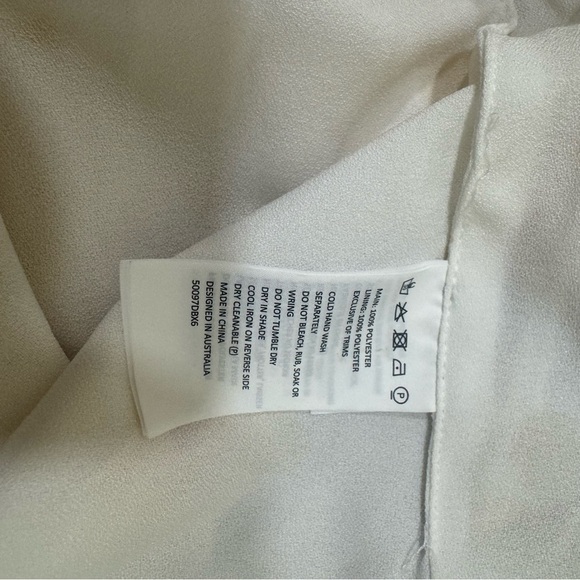 MAIN: 100% POLYESTER
LINING: 100% POLYESTER
EXCLUSIVE OF TRIMS
COLD HAND WASH
SEPARATELY
DO NOT BLEACH, RUB, SOAK OR
WRING
DO NOT TUMBLE DRY
DRY IN SHADE
COOL IRON ON REVERSE SIDE
DRY CLEANABLE (P)
MADE IN CHINA
DESIGNED IN AUSTRALIA
50097DBX6